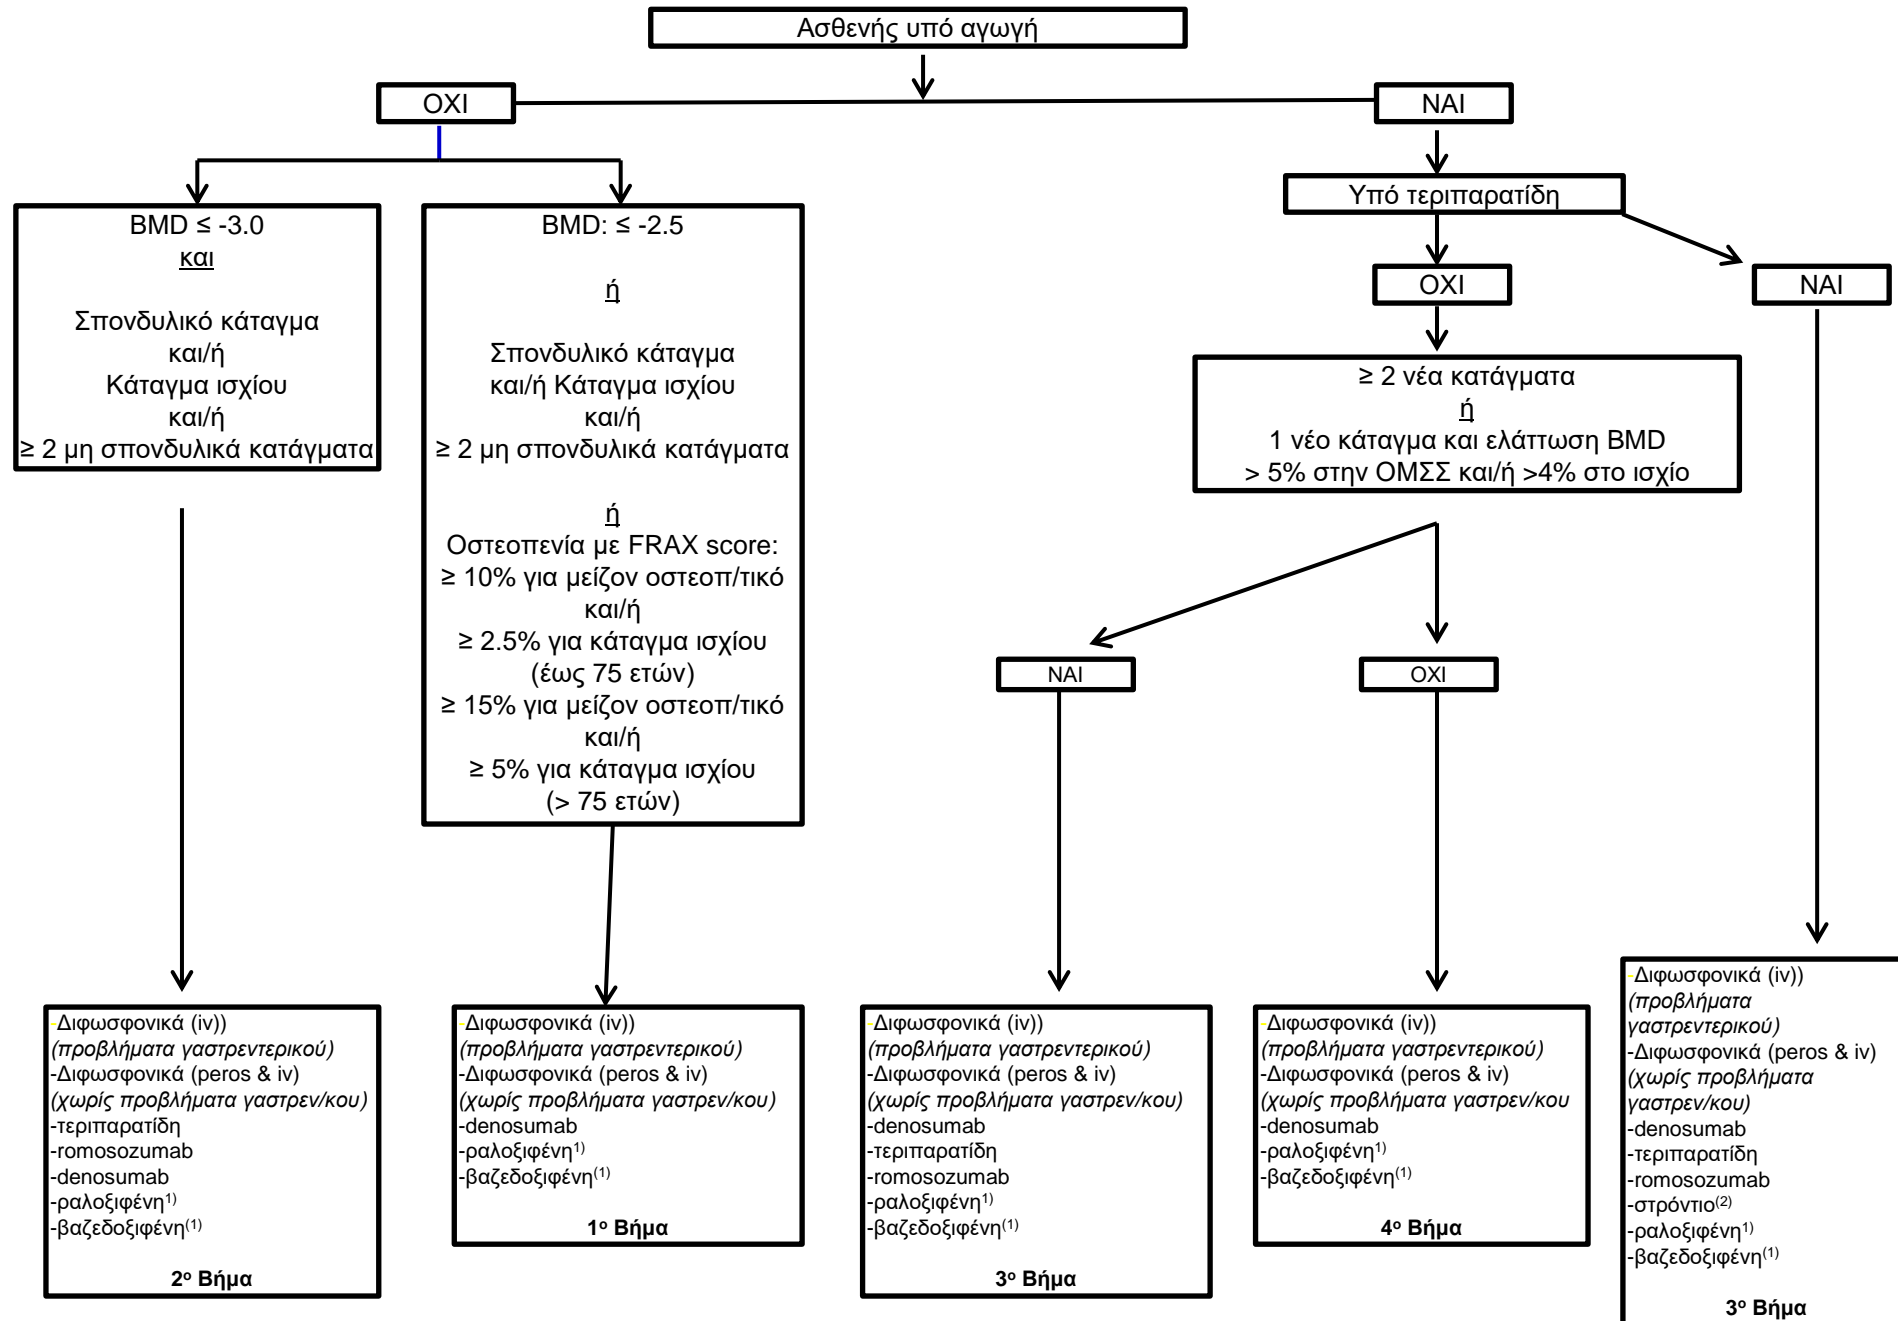 Ασθενής υπό αγωγή
ΟΧΙ
ΝΑΙ
BMD ≤ -3.0
και
Σπονδυλικό κάταγμα
και/ή
Κάταγμα ισχίου
και/ή
≥ 2 μη σπονδυλικά κατάγματα
BMD: ≤ -2.5
ή
Σπονδυλικό κάταγμα
και/ή Κάταγμα ισχίου
και/ή
≥ 2 μη σπονδυλικά κατάγματα
ή
Οστεοπενία με FRAX score:
≥ 10% για μείζον οστεοπ/τικό
και/ή
≥ 2.5% για κάταγμα ισχίου
(έως 75 ετών)
≥ 15% για μείζον οστεοπ/τικό
και/ή
≥ 5% για κάταγμα ισχίου
(> 75 ετών)
Υπό τεριπαρατίδη
ΟΧΙ
ΝΑΙ
≥ 2 νέα κατάγματα
ή
1 νέο κάταγμα και ελάττωση BMD
> 5% στην ΟΜΣΣ και/ή >4% στο ισχίο
ΝΑΙ
ΟΧΙ
-Διφωσφονικά (iv))
(προβλήματα γαστρεντερικού)
-Διφωσφονικά (peros & iv)
(χωρίς προβλήματα γαστρεν/κου)
-τεριπαρατίδη
-romosozumab
-denosumab
-ραλοξιφένη1)
-βαζεδοξιφένη(1)
2ο Βήμα
-Διφωσφονικά (iv))
(προβλήματα γαστρεντερικού)
-Διφωσφονικά (peros & iv)
(χωρίς προβλήματα γαστρεν/κου)
-denosumab
-ραλοξιφένη1)
-βαζεδοξιφένη(1)
1ο Βήμα
-Διφωσφονικά (iv))
(προβλήματα γαστρεντερικού)
-Διφωσφονικά (peros & iv)
(χωρίς προβλήματα γαστρεν/κου)
-denosumab
-τεριπαρατίδη
-romosozumab
-ραλοξιφένη1)
-βαζεδοξιφένη(1)
3ο Βήμα
-Διφωσφονικά (iv))
(προβλήματα γαστρεντερικού)
-Διφωσφονικά (peros & iv)
(χωρίς προβλήματα γαστρεν/κου
-denosumab
-ραλοξιφένη1)
-βαζεδοξιφένη(1)
4ο Βήμα
-Διφωσφονικά (iv))
(προβλήματα
γαστρεντερικού)
-Διφωσφονικά (peros & iv)
(χωρίς προβλήματα
γαστρεν/κου)
-denosumab
-τεριπαρατίδη
-romosozumab
-στρόντιο(2)
-ραλοξιφένη1)
-βαζεδοξιφένη(1)
3ο Βήμα